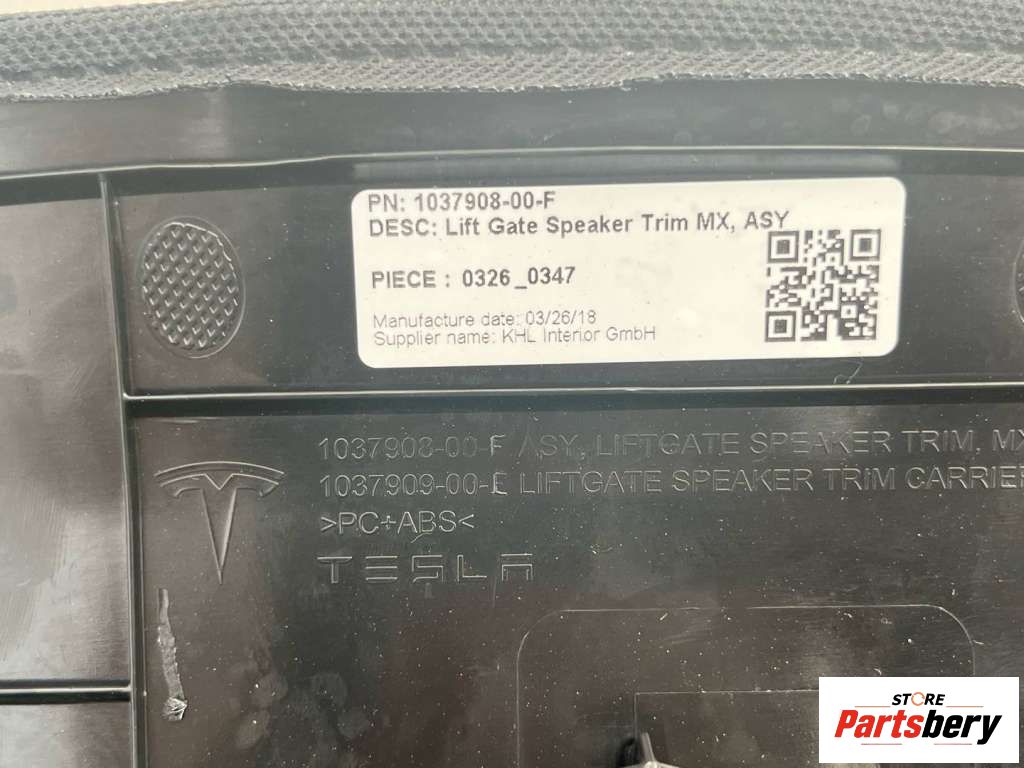 PN: 1037908-00-F
DESC: Lift Gate Speaker Trim MX, ASY
PIECE : 0326_0347
Manufacture date: 03/26/18
Supplier name: KHL Interior GmbH
1037908-00-F ASY, LIFTGATE SPEAKER TRIM, MX
1037909-00-E LIFTGATE SPEAKER TRIM CARRIER
>PC+ABS<
TESLA
STORE
Partsbery